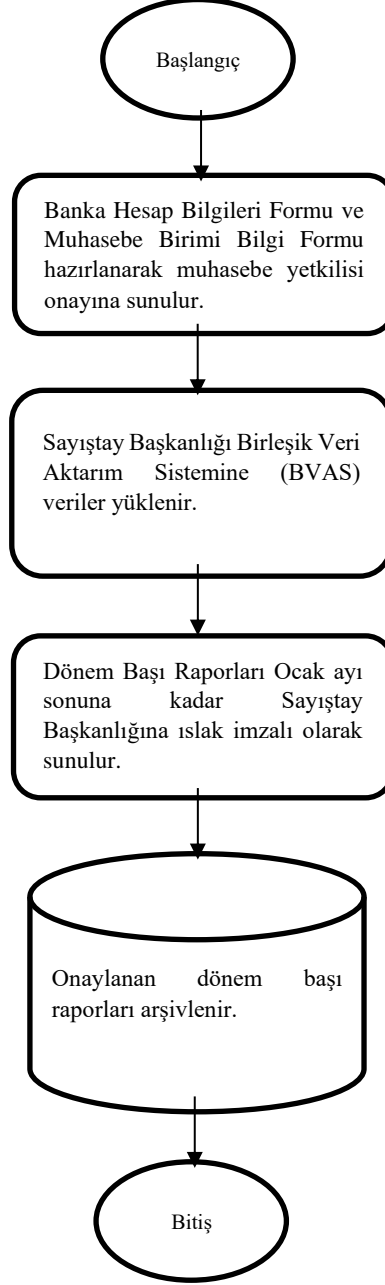 Başlangıç
Banka Hesap Bilgileri Formu ve
Muhasebe Birimi Bilgi Formu
hazırlanarak muhasebe yetkilisi
onayına sunulur.
Sayıştay Başkanlığı Birleşik Veri
Aktarım Sistemine (BVAS)
veriler yüklenir.
Dönem Başı Raporları Ocak ayı
sonuna kadar Sayıştay
Başkanlığına ıslak imzalı olarak
sunulur.
Onaylanan dönem başı
raporları arşivlenir.
Bitiş